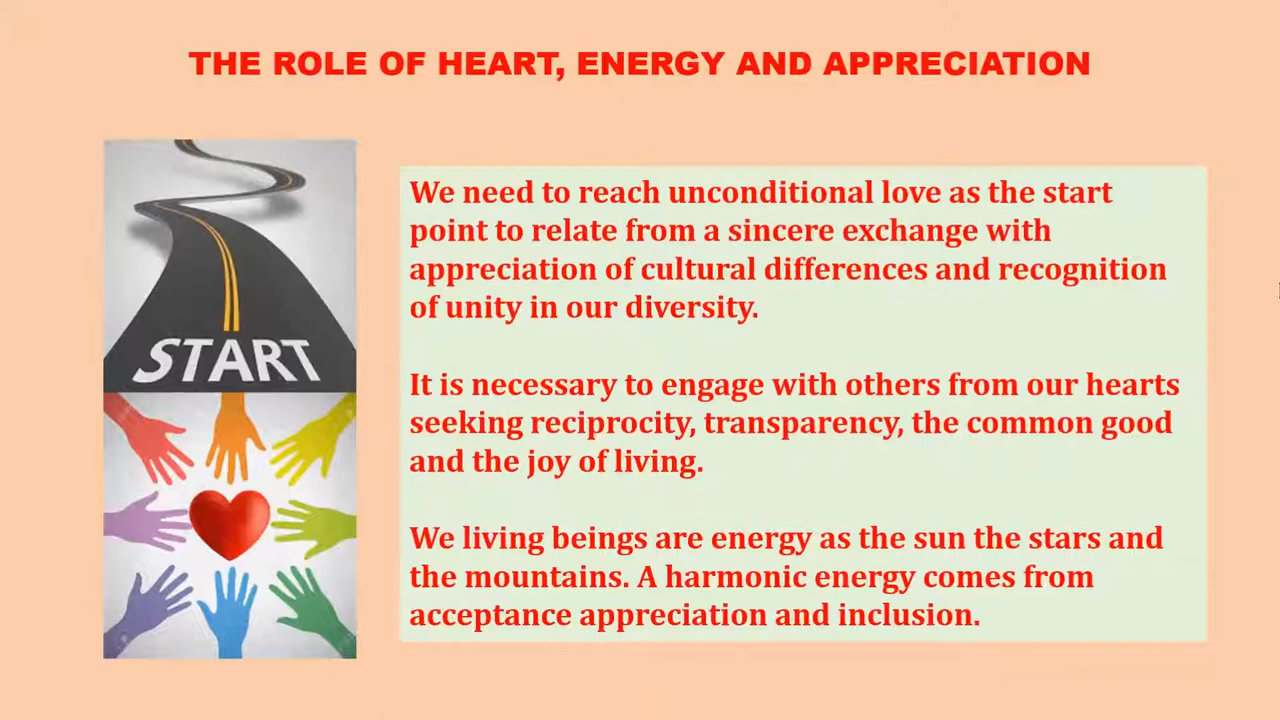 THE ROLE OF HEART, ENERGY AND APPRECIATION
START
We need to reach unconditional love as the start
point to relate from a sincere exchange with
appreciation of cultural differences and recognition
of unity in our diversity.
It is necessary to engage with others from our hearts
seeking reciprocity, transparency, the common good
and the joy of living.
We living beings are energy as the sun the stars and
the mountains. A harmonic energy comes from
acceptance appreciation and inclusion.